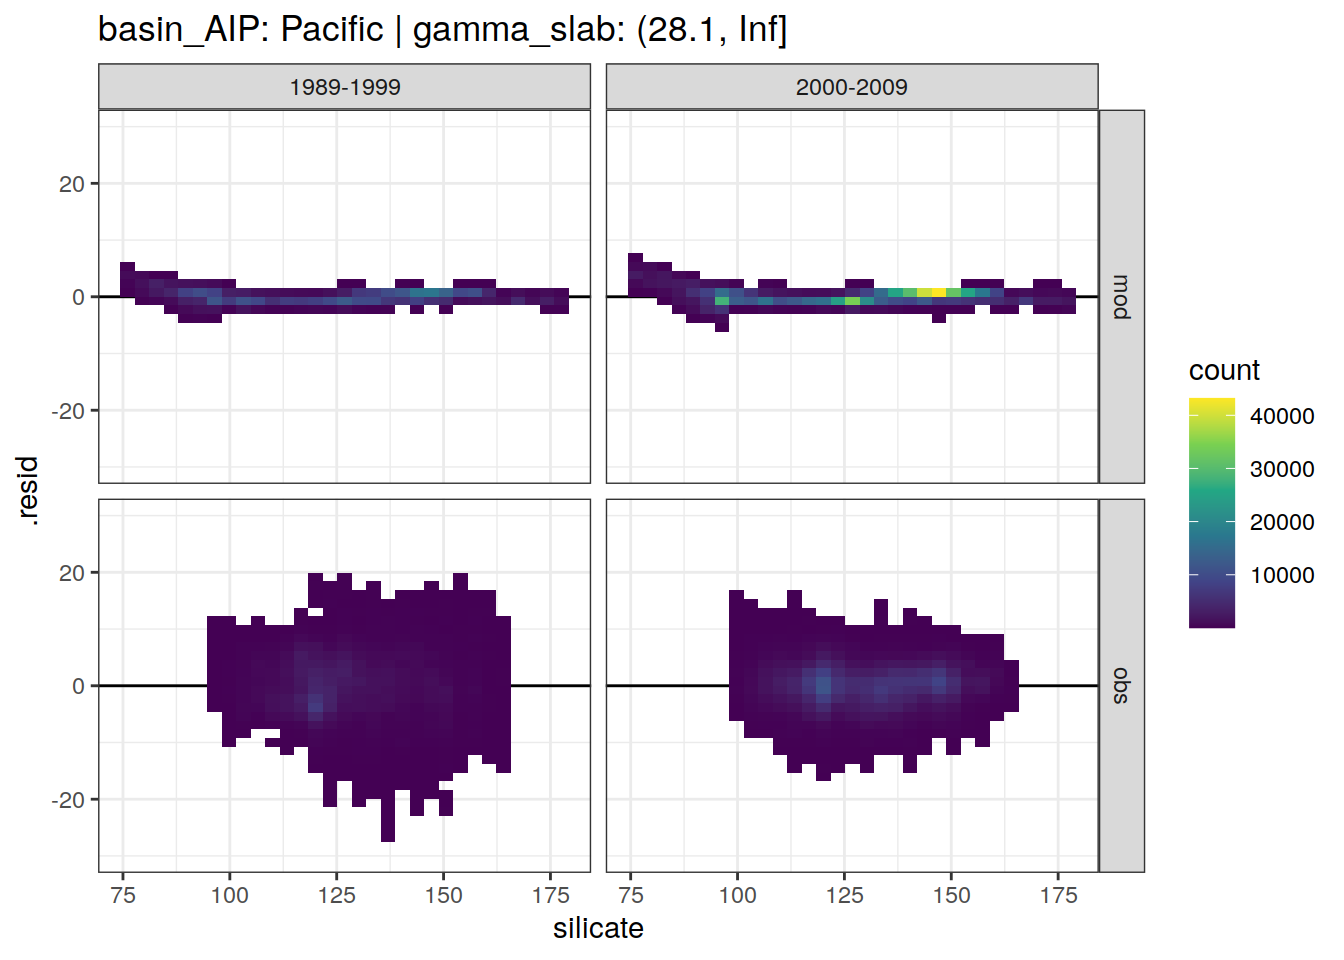 basin_AIP: Pacific | gamma_slab: (28.1, Inf]
1989-1999
2000-2009
20
0
-20
mod
20
0
-20
obs
.resid
75 100 125 150 175
75 100 125 150 175
silicate
count
40000
30000
20000
10000